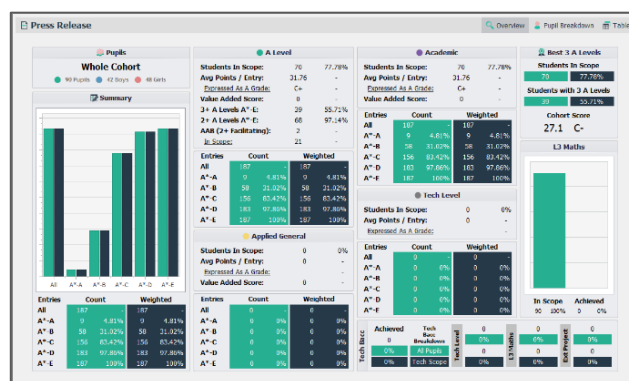 Press Release
Overview
Pupil Breakdown
Table
Pupils
Whole Cohort
90 Pupils 42 Boys 48 Girls
Summary
All A*-A A*-B A*-C A*-D A*-E
Entries Count Weighted
All 187 - 187 -
A*-A 9 4.81% 9 4.81%
A*-B 58 31.02% 58 31.02%
A*-C 156 83.42% 156 83.42%
A*-D 183 97.86% 183 97.86%
A*-E 187 100% 187 100%
A Level
Students In Scope: 70 77.78%
Avg Points / Entry: 31.76 -
Expressed As A Grade: C+ -
Value Added Score: 0 -
3+ A Levels A*-E: 39 55.71%
2+ A Levels A*-E: 68 97.14%
AAB (2+ Facilitating): 2 -
In Scope: 21 -
Entries Count Weighted
All 187 - 187 -
A*-A 9 4.81% 9 4.81%
A*-B 58 31.02% 58 31.02%
A*-C 156 83.42% 156 83.42%
A*-D 183 97.86% 183 97.86%
A*-E 187 100% 187 100%
Applied General
Students In Scope: 0 0%
Avg Points / Entry: 0 -
Expressed As A Grade: -
Value Added Score: 0 -
Entries Count Weighted
All 0 - 0 -
A*-A 0 0% 0 0%
A*-B 0 0% 0 0%
A*-C 0 0% 0 0%
A*-D 0 0% 0 0%
A*-E 0 0% 0 0%
Academic
Students In Scope: 70 77.78%
Avg Points / Entry: 31.76 -
Expressed As A Grade: C+ -
Value Added Score: 0 -
Entries Count Weighted
All 187 - 187 -
A*-A 9 4.81% 9 4.81%
A*-B 58 31.02% 58 31.02%
A*-C 156 83.42% 156 83.42%
A*-D 183 97.86% 183 97.86%
A*-E 187 100% 187 100%
Tech Level
Students In Scope: 0 0%
Avg Points / Entry: 0 -
Expressed As A Grade: -
Entries Count Weighted
All 0 - 0 -
A*-A 0 0% 0 0%
A*-B 0 0% 0 0%
A*-C 0 0% 0 0%
A*-D 0 0% 0 0%
A*-E 0 0% 0 0%
Best 3 A Levels
Students In Scope
70 77.78%
Students with 3 A Levels
39 55.71%
Cohort Score
27.1 C-
L3 Maths
In Scope Achieved
90 100% 0 0%
Tech Bacc
Achieved
0
0%
0%
Tech
Bacc
Breakdown
All Pupils
Tech Scope
Tech Level
0
0%
0
0%
L3 Maths
0
0%
0
0%
Ext Project
0
0%
0
0%